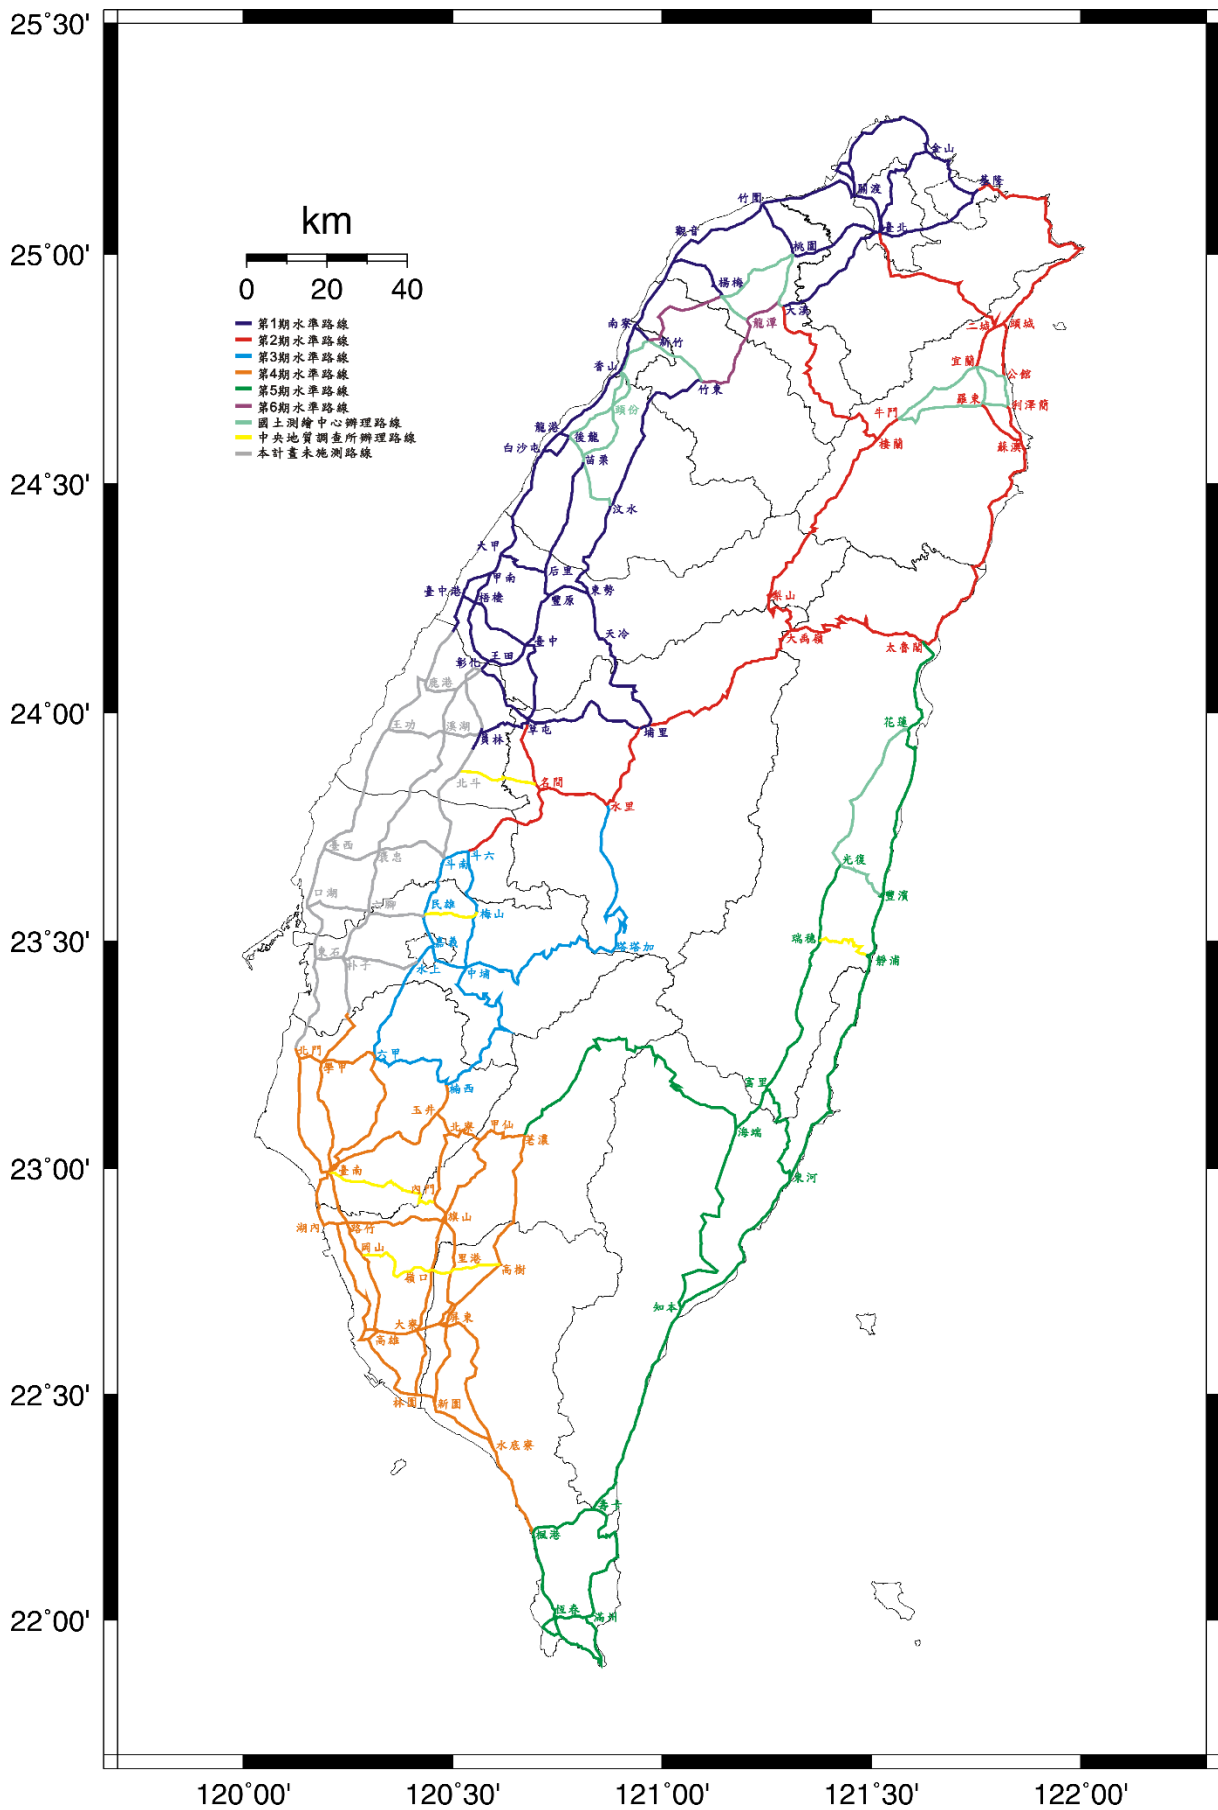 25°30'
25°00'
24°30'
24°00'
23°30'
23°00'
22°30'
22°00'
120°00'
120°30'
121°00'
121°30'
122°00'
km
0 20 40
第1期水準路線
第2期水準路線
第3期水準路線
第4期水準路線
第5期水準路線
第6期水準路線
國土測繪中心辦理路線
中央地質調查所辦理路線
本計畫未施測路線
金山
基隆
關渡
竹圍
臺北
觀音
桃園
楊梅
大溪
龍潭
南寮
新竹
二城
頭城
香山
宜蘭
公館
竹東
頭份
羅東
利澤簡
牛鬥
龍港
後龍
棲蘭
蘇澳
白沙屯
苗栗
汶水
大甲
后里
甲南
臺中港
梧棲
豐原
東勢
梨山
天冷
大禹嶺
太魯閣
臺中
王田
彰化
鹿港
王功
溪湖
員林
草屯
埔里
花蓮
北斗
名間
水里
臺西
褒忠
斗南
斗六
光復
口湖
六腳
民雄
梅山
豐濱
瑞穗
嘉義
塔塔加
東石
朴子
水上
中埔
靜浦
北門
學甲
六甲
楠西
富里
玉井
北寮
甲仙
荖濃
海端
臺南
內門
東河
湖內
路竹
旗山
岡山
里港
嶺口
高樹
知本
大寮
屏東
高雄
林園
新園
水底寮
壽卡
楓港
恆春
滿州